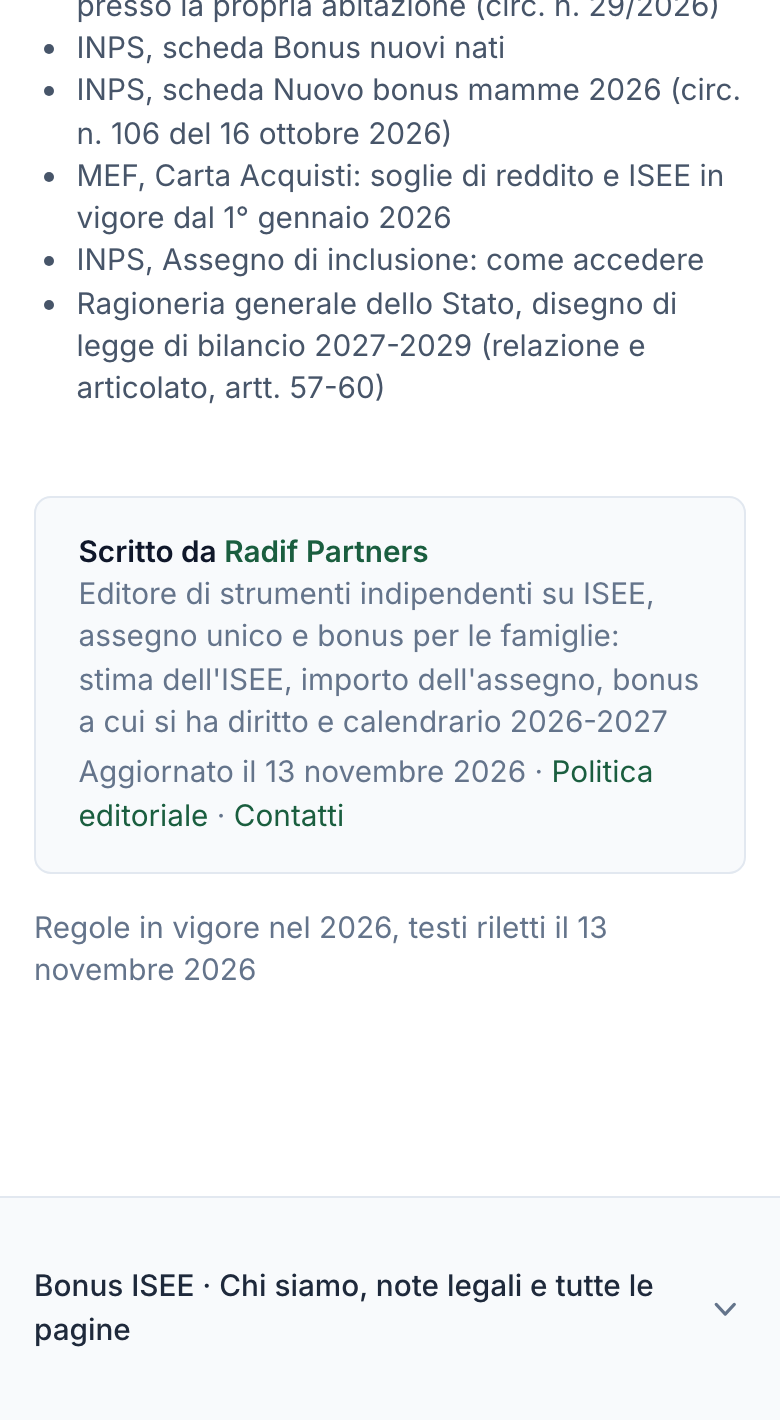 presso la propria abitazione (circ. n. 29/2026)
• INPS, scheda Bonus nuovi nati
• INPS, scheda Nuovo bonus mamme 2026 (circ.
n. 106 del 16 ottobre 2026)
• MEF, Carta Acquisti: soglie di reddito e ISEE in
vigore dal 1° gennaio 2026
• INPS, Assegno di inclusione: come accedere
• Ragioneria generale dello Stato, disegno di
legge di bilancio 2027-2029 (relazione e
articolato, artt. 57-60)
Scritto da Radif Partners
Editore di strumenti indipendenti su ISEE,
assegno unico e bonus per le famiglie:
stima dell'ISEE, importo dell'assegno, bonus
a cui si ha diritto e calendrario 2026-2027
Aggiornato il 13 novembre 2026 · Politica
editoriale · Contatti
Regole in vigore nel 2026, testi riletti il 13
novembre 2026
Bonus ISEE · Chi siamo, note legali e tutte le
pagine